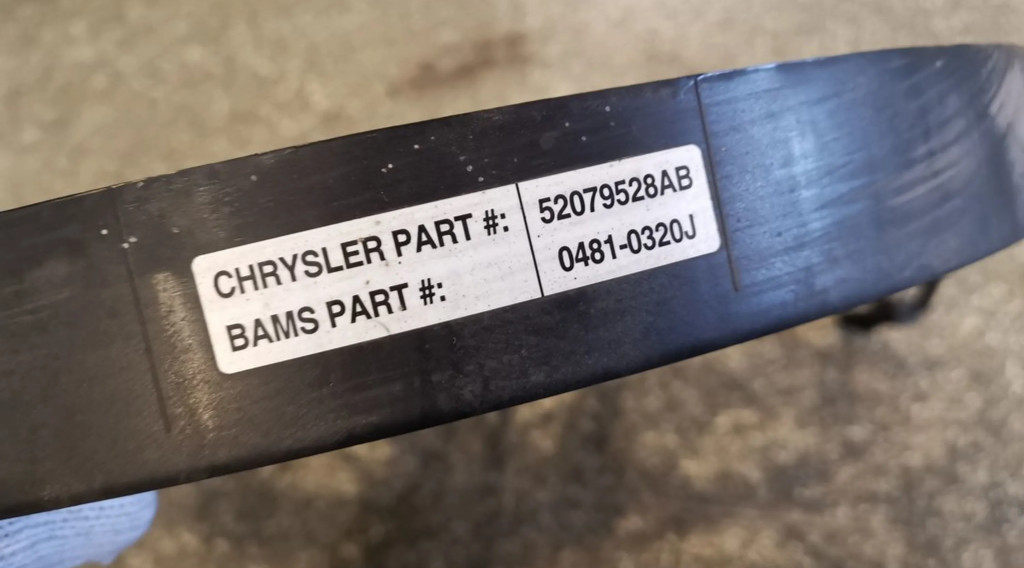 CHRYSLER PART #: 52079528AB
BAMS PART #: 0481-0320J